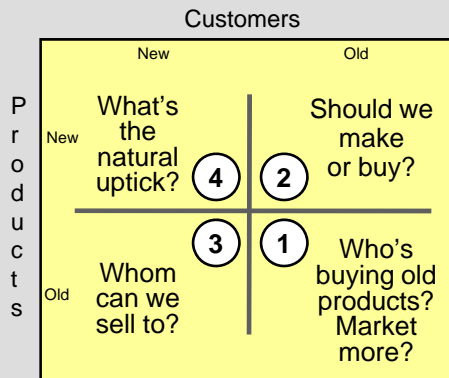 Customers
New
Old
Products
New
What's
the
natural
uptick?
4
Should we
make
or buy?
2
Old
Whom
can we
sell to?
3
Who's
buying old
products?
Market
more?
1